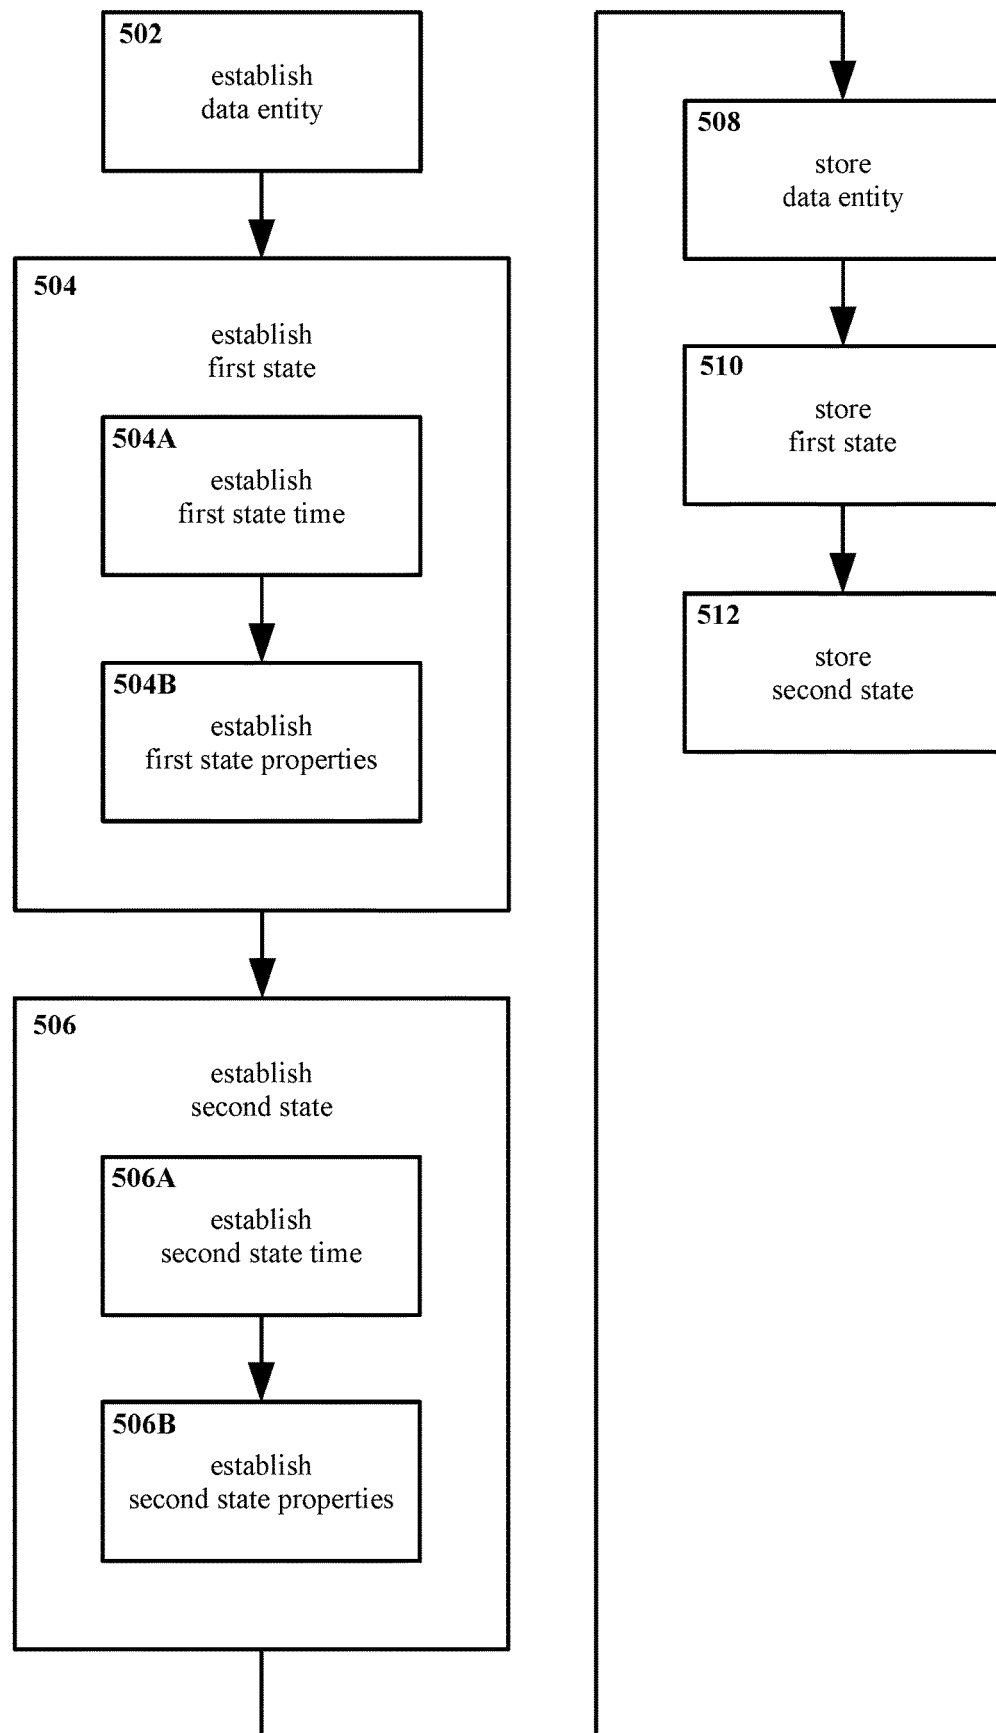 502
establish
data entity
504
establish
first state
504A
establish
first state time
504B
establish
first state properties
506
establish
second state
506A
establish
second state time
506B
establish
second state properties
508
store
data entity
510
store
first state
512
store
second state